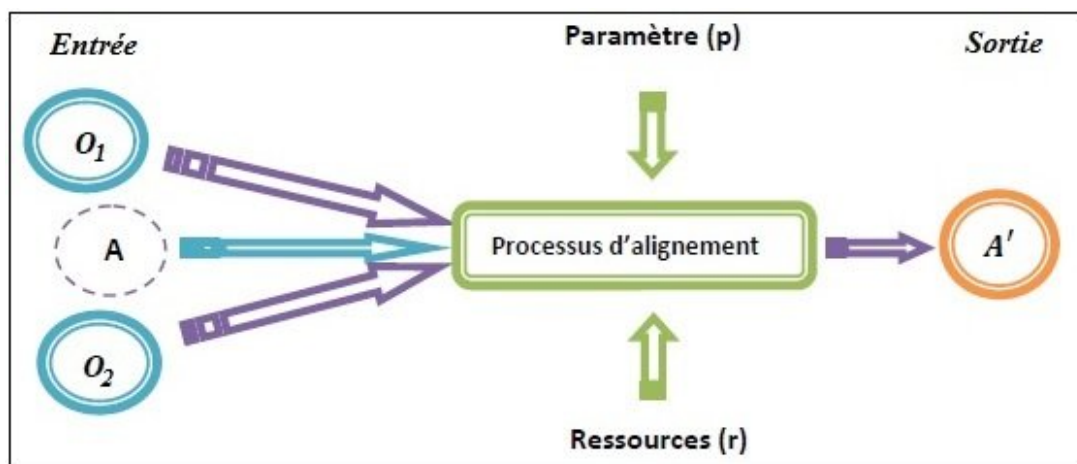 Entrée
Paramètre (p)
Sortie
O1
A
Processus d'alignement
A'
O2
Ressources (r)